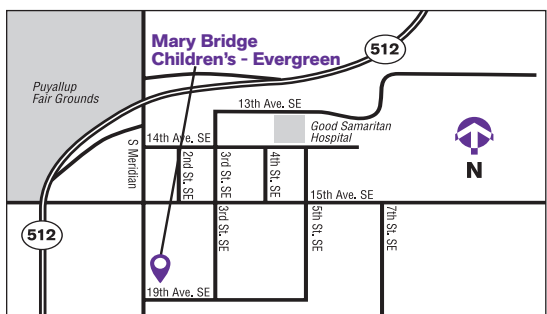 Mary Bridge
Children's - Evergreen
512
Puyallup
Fair Grounds
13th Ave. SE
Good Samaritan
Hospital
14th Ave. SE
S Meridian
2nd St. SE
3rd St. SE
4th St. SE
N
15th Ave. SE
3rd St. SE
5th St. SE
7th St. SE
512
19th Ave. SE